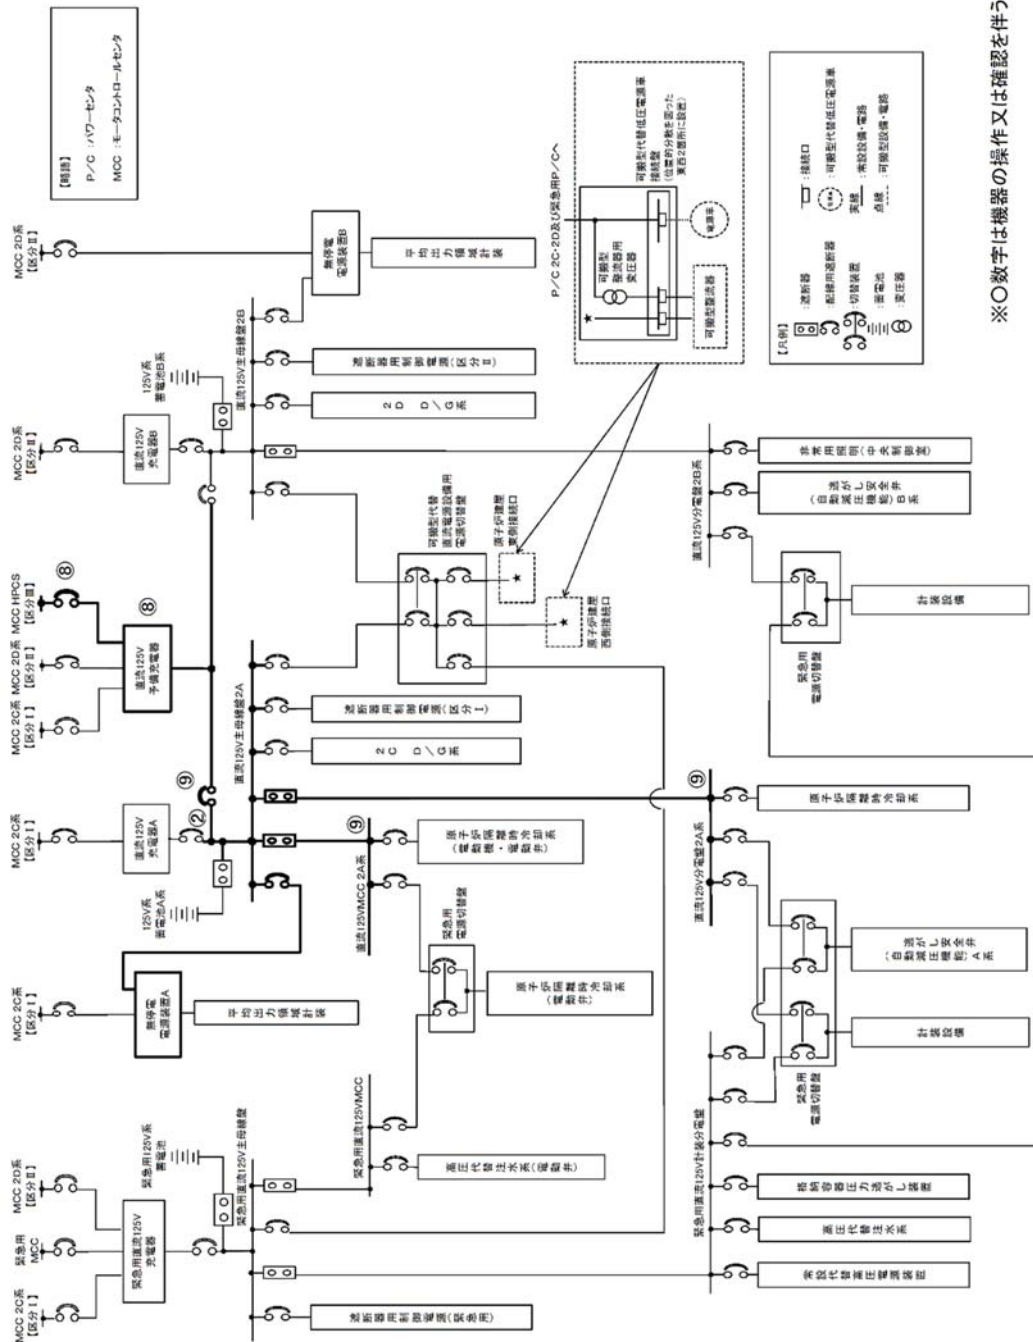 【略語】
P/C :パワーセンタ
MCC :モータコントロールセンタ
MCC 2C系
【区分Ⅰ】
緊急用
MCC
MCC 2D系
【区分Ⅱ】
緊急用直流125V
充電器
緊急用125V系
蓄電池
緊急用直流125V主母線盤
遮断器用制御電源(緊急用)
MCC 2C系
【区分Ⅰ】
無停電
電源装置A
平均出力領域計装
125V系
蓄電池A系
MCC 2C系
【区分Ⅰ】
直流125V
充電器A
②
⑨
MCC 2C系
【区分Ⅰ】
MCC 2D系
【区分Ⅱ】
MCC HPCS
【区分Ⅲ】
⑧
直流125V
予備充電器
⑧
直流125V主母線盤2A
2C D/G系
遮断器用制御電源(区分Ⅰ)
MCC 2D系
【区分Ⅱ】
直流125V
充電器B
125V系
蓄電池B系
直流125V主母線盤2B
2D D/G系
遮断器用制御電源(区分Ⅱ)
MCC 2D系
【区分Ⅱ】
無停電
電源装置B
平均出力領域計装
緊急用直流125VMCC
高圧代替注水系(電動弁)
直流125VMCC 2A系
⑨
原子炉隔離時冷却系
(電動機・電動弁)
緊急用
電源切替盤
原子炉隔離時冷却系
(電動弁)
可搬型代替
直流電源設備用
電源切替盤
原子炉建屋
西側接続口
★
原子炉建屋
東側接続口
★
P/C 2C・2D及び緊急用P/Cへ
★
可搬型
整流器用
変圧器
可搬型代替低圧電源車
接続盤
(位置的分散を図った
東西2箇所に設置)
可搬型整流器
電源車
緊急用直流125V計装分電盤
常設代替高圧電源装置
高圧代替注水系
格納容器圧力逃がし装置
緊急用
電源切替盤
計装設備
逃がし安全弁
(自動減圧機能)A系
直流125V分電盤2A系
⑨
原子炉隔離時冷却系
緊急用
電源切替盤
計装設備
直流125V分電盤2B系
逃がし安全弁
(自動減圧機能)B系
非常用照明(中央制御室)
【凡例】
:遮断器
:配線用遮断器
:切替装置
:蓄電池
:変圧器
:接続口
電源車
:可搬型代替低圧電源車
実線 :常設設備・電路
点線 :可搬型設備・電路
※〇数字は機器の操作又は確認を伴う